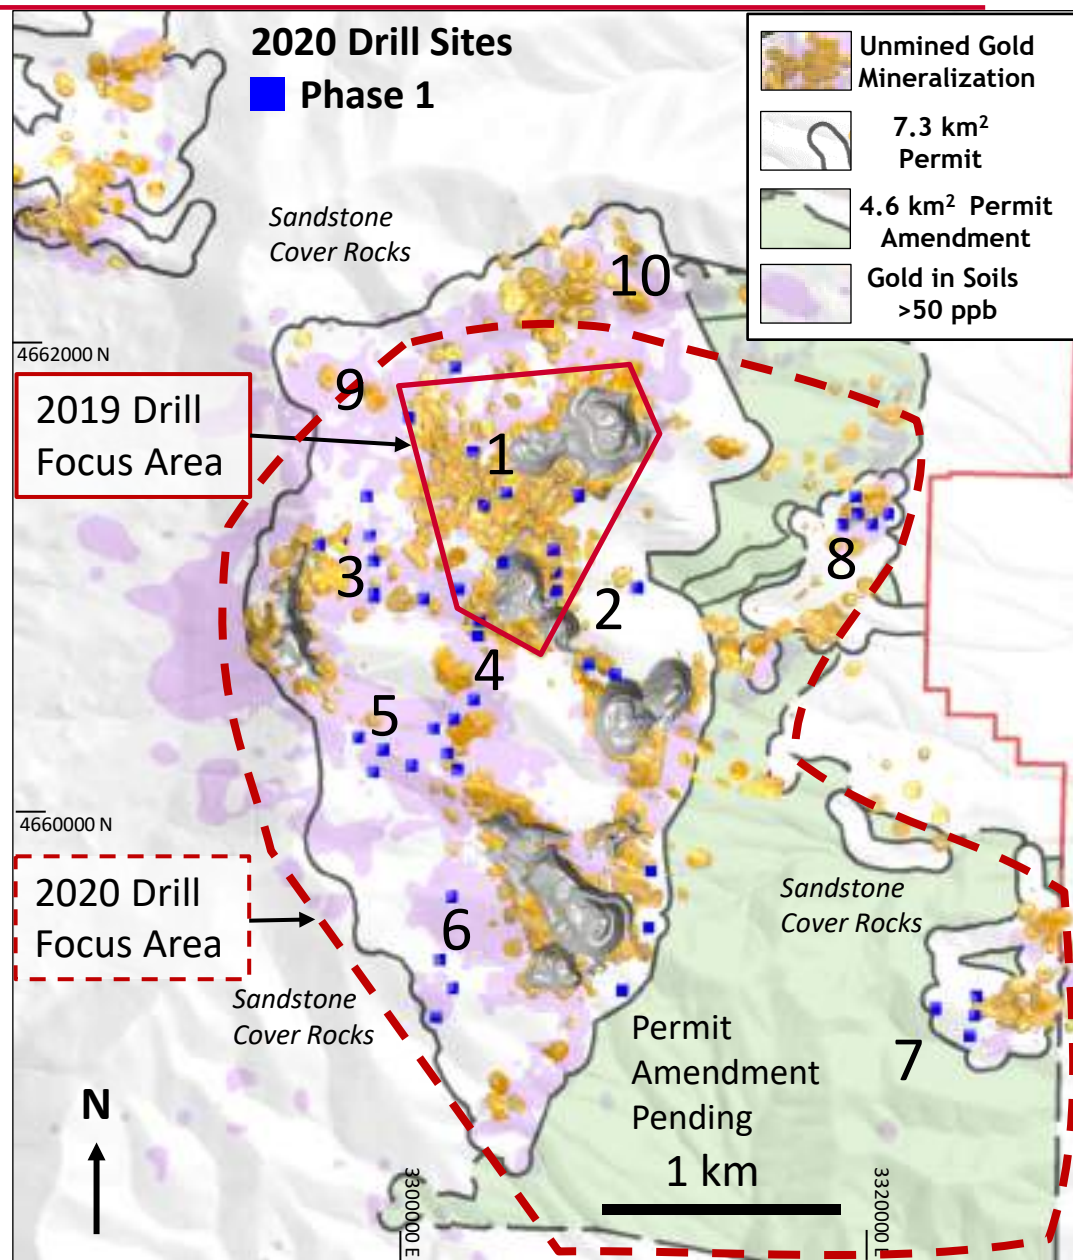 2020 Drill Sites
Phase 1
Unmined Gold
Mineralization
7.3 km²
Permit
4.6 km² Permit
Amendment
Gold in Soils
>50 ppb
Sandstone
Cover Rocks
10
4662000 N
9
2019 Drill
Focus Area
1
8
3
2
4
5
4660000 N
2020 Drill
Focus Area
Sandstone
Cover Rocks
6
Sandstone
Cover Rocks
Permit
Amendment
Pending
7
N
1 km
3300000 E
3320000 E